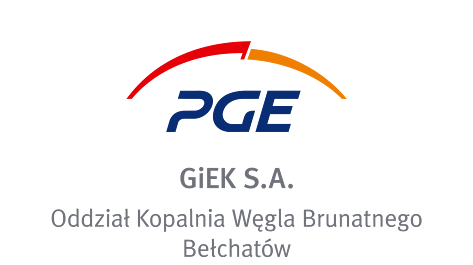 PGE
GiEK S.A.
Oddział Kopalnia Węgla Brunatnego
Bełchatów